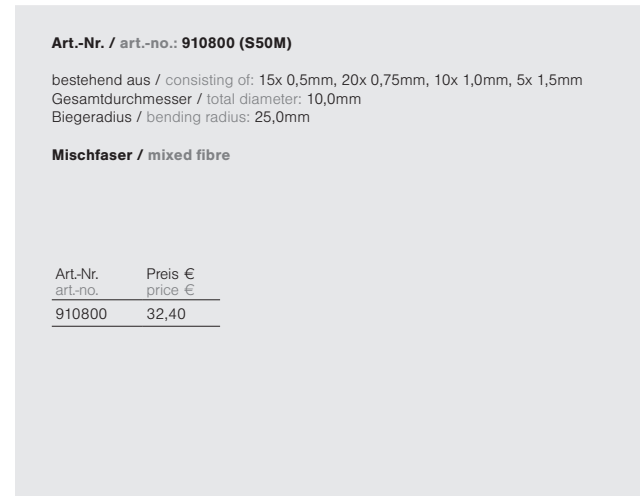 Art.-Nr. / art.-no.: 910800 (S50M)
bestehend aus / consisting of: 15x 0,5mm, 20x 0,75mm, 10x 1,0mm, 5x 1,5mm
Gesamtdurchmesser / total diameter: 10,0mm
Biegeradius / bending radius: 25,0mm
Mischfaser / mixed fibre
Art.-Nr. Preis €
art.-no. price €
910800 32,40